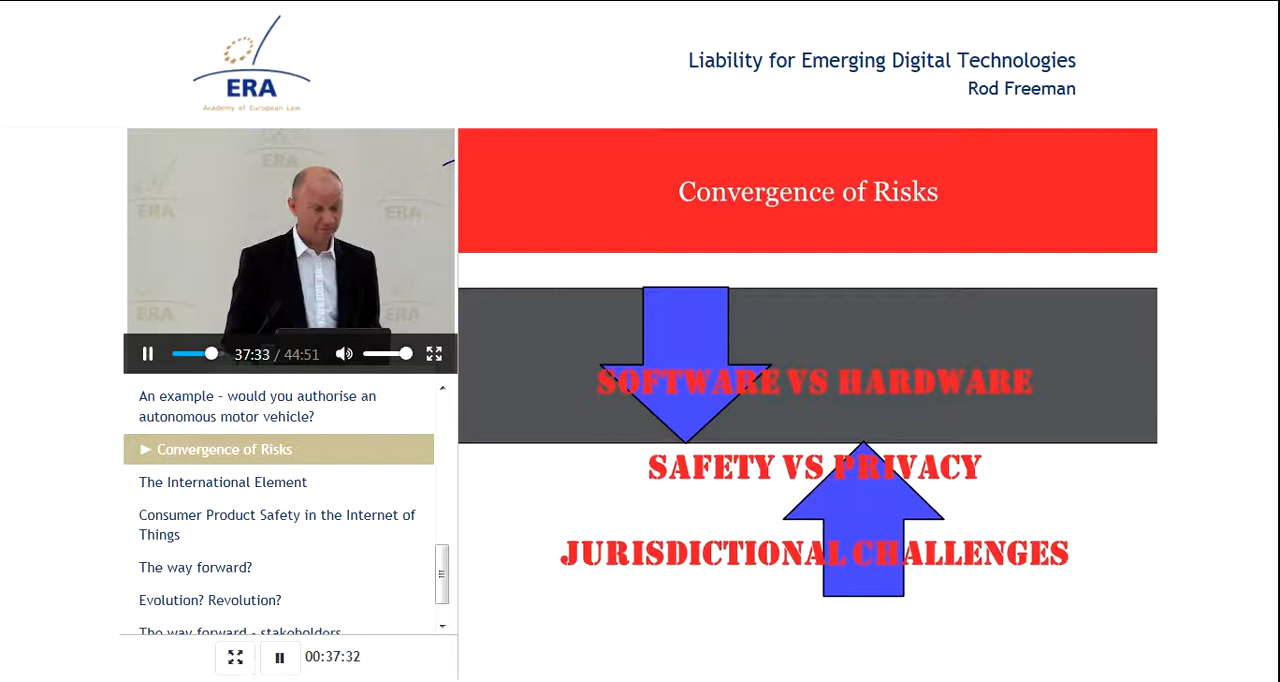 ERA
Academy of European Law
Liability for Emerging Digital Technologies
Rod Freeman
ERA
ERA
ERA
ERA
ERA
37:33 / 44:51
An example - would you authorise an
autonomous motor vehicle?
► Convergence of Risks
The International Element
Consumer Product Safety in the Internet of
Things
The way forward?
Evolution? Revolution?
The way forward - stakeholders
00:37:32
Convergence of Risks
SOFTWARE VS HARDWARE
SAFETY VS PRIVACY
JURISDICTIONAL CHALLENGES